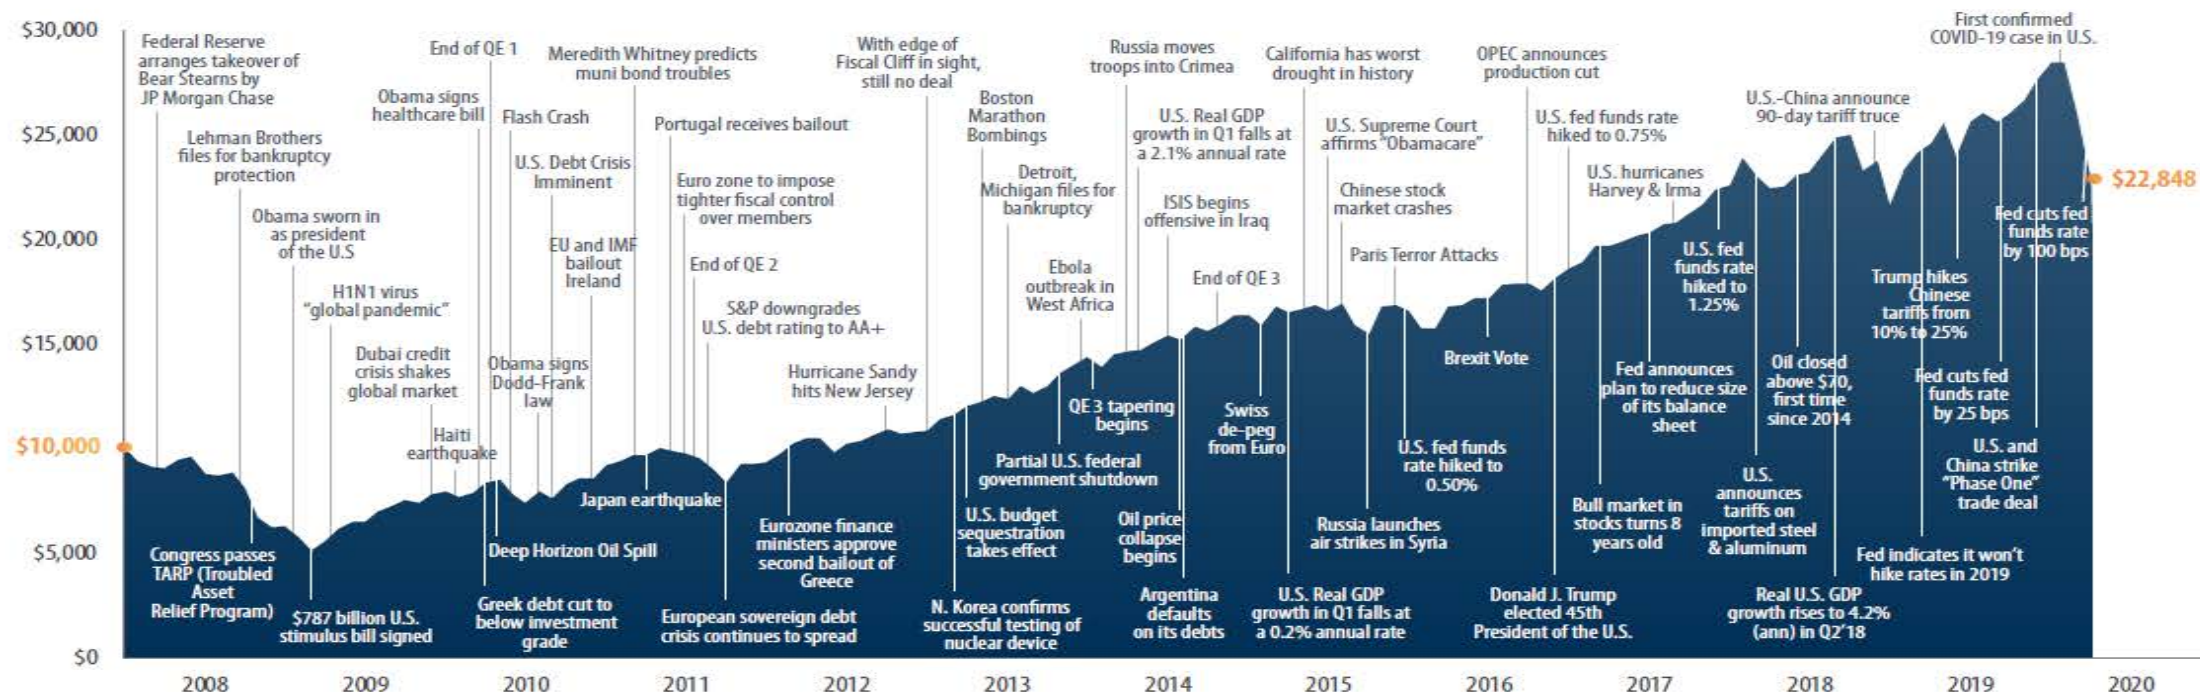 $30,000
$25,000
$20,000
$15,000
$10,000
$5,000
$0
Federal Reserve
arranges takeover of
Bear Stearns by
JP Morgan Chase
Lehman Brothers
files for bankruptcy
protection
Obama sworn in
as president
of the U.S
H1N1 virus
“global pandemic”
Dubai credit
crisis shakes
global market
Haiti
earthquake
Congress passes
TARP (Troubled
Asset
Relief Program)
$787 billion U.S.
stimulus bill signed
End of QE 1
Obama signs
healthcare bill
Flash Crash
U.S. Debt Crisis
Imminent
EU and IMF
bailout
Ireland
Obama signs
Dodd-Frank
law
Deep Horizon Oil Spill
Greek debt cut to
below investment
grade
Meredith Whitney predicts
muni bond troubles
Portugal receives bailout
Euro zone to impose
tighter fiscal control
over members
End of QE 2
S&P downgrades
U.S. debt rating to AA+
Japan earthquake
European sovereign debt
crisis continues to spread
Hurricane Sandy
hits New Jersey
Eurozone finance
ministers approve
second bailout of
Greece
With edge of
Fiscal Cliff in sight,
still no deal
Boston
Marathon
Bombings
Detroit,
Michigan files for
bankruptcy
Ebola
outbreak in
West Africa
Partial U.S. federal
government shutdown
U.S. budget
sequestration
takes effect
N. Korea confirms
successful testing of
nuclear device
Russia moves
troops into Crimea
U.S. Real GDP
growth in Q1 falls at
a 2.1% annual rate
ISIS begins
offensive in Iraq
End of QE 3
QE 3 tapering
begins
Oil price
collapse
begins
Argentina
defaults
on its debts
Swiss
de-peg
from Euro
California has worst
drought in history
U.S. Supreme Court
affirms “Obamacare”
Chinese stock
market crashes
Paris Terror Attacks
U.S. Real GDP
growth in Q1 falls at
a 0.2% annual rate
Russia launches
air strikes in Syria
U.S. fed funds
rate hiked to
0.50%
Brexit Vote
OPEC announces
production cut
U.S. fed funds rate
hiked to 0.75%
U.S. hurricanes
Harvey & Irma
Donald J. Trump
elected 45th
President of the U.S.
Bull market in
stocks turns 8
years old
Fed announces
plan to reduce size
of its balance
sheet
U.S. fed
funds rate
hiked to
1.25%
U.S.
announces
tariffs on
imported steel
& aluminum
Oil closed
above $70,
first time
since 2014
Real U.S. GDP
growth rises to 4.2%
(ann) in Q2'18
U.S.-China announce
90-day tariff truce
Trump hikes
Chinese
tariffs from
10% to 25%
Fed indicates it won't
hike rates in 2019
Fed cuts fed
funds rate
by 25 bps
U.S. and
China strike
“Phase One”
trade deal
First confirmed
COVID-19 case in U.S.
Fed cuts fed
funds rate
by 100 bps
$22,848
2008 2009 2010 2011 2012 2013 2014 2015 2016 2017 2018 2019 2020